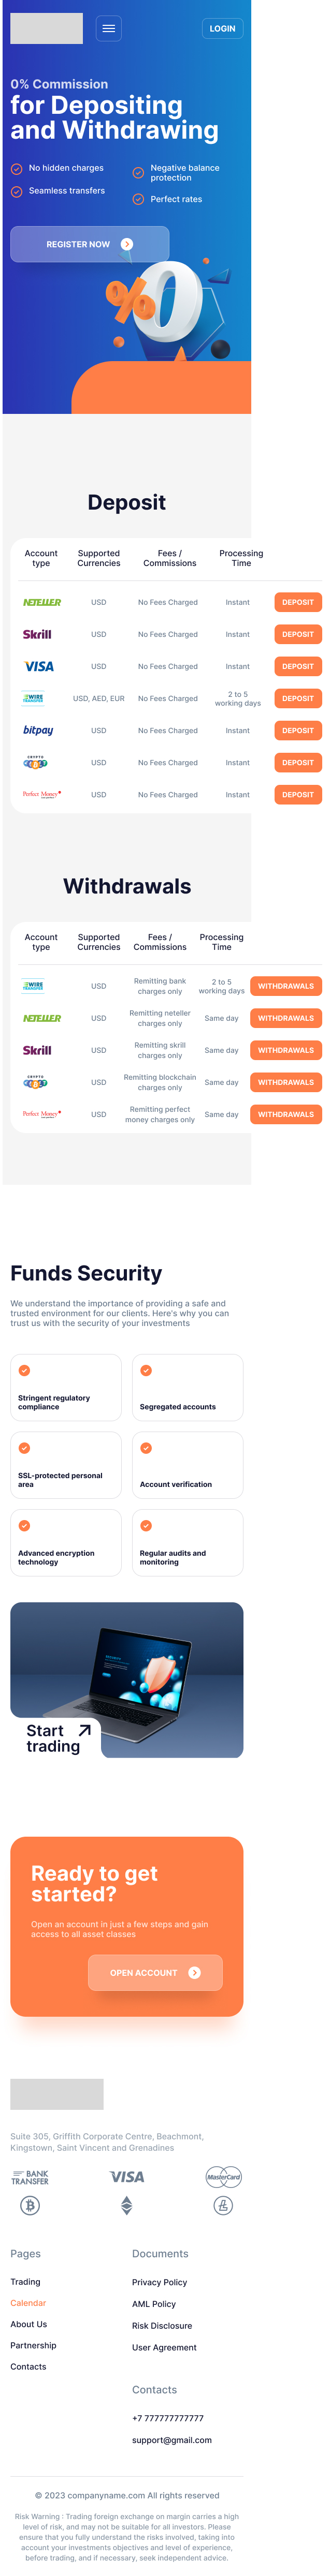 LOGIN
0% Commission
for Depositing
and Withdrawing
No hidden charges
Seamless transfers
Negative balance
protection
Perfect rates
REGISTER NOW
%0
Deposit
Account type Supported Currencies Fees / Commissions Processing Time
NETELLER USD No Fees Charged Instant DEPOSIT
Skrill USD No Fees Charged Instant DEPOSIT
VISA USD No Fees Charged Instant DEPOSIT
WIRE TRANSFER USD, AED, EUR No Fees Charged 2 to 5 working days DEPOSIT
bitpay USD No Fees Charged Instant DEPOSIT
CRYPTO USD No Fees Charged Instant DEPOSIT
Perfect Money USD No Fees Charged Instant DEPOSIT
Withdrawals
Account type Supported Currencies Fees / Commissions Processing Time
WIRE TRANSFER USD Remitting bank charges only 2 to 5 working days WITHDRAWALS
NETELLER USD Remitting neteller charges only Same day WITHDRAWALS
Skrill USD Remitting skrill charges only Same day WITHDRAWALS
CRYPTO USD Remitting blockchain charges only Same day WITHDRAWALS
Perfect Money USD Remitting perfect money charges only Same day WITHDRAWALS
Funds Security
We understand the importance of providing a safe and
trusted environment for our clients. Here's why you can
trust us with the security of your investments
Stringent regulatory
compliance
Segregated accounts
SSL-protected personal
area
Account verification
Advanced encryption
technology
Regular audits and
monitoring
Start
trading
Ready to get
started?
Open an account in just a few steps and gain
access to all asset classes
OPEN ACCOUNT
Suite 305, Griffith Corporate Centre, Beachmont,
Kingstown, Saint Vincent and Grenadines
BANK
TRANSFER
VISA
MasterCard
Pages
Trading
Calendar
About Us
Partnership
Contacts
Documents
Privacy Policy
AML Policy
Risk Disclosure
User Agreement
Contacts
+7 777777777777
support@gmail.com
© 2023 companyname.com All rights reserved
Risk Warning : Trading foreign exchange on margin carries a high
level of risk, and may not be suitable for all investors. Please
ensure that you fully understand the risks involved, taking into
account your investments objectives and level of experience,
before trading, and if necessary, seek independent advice.